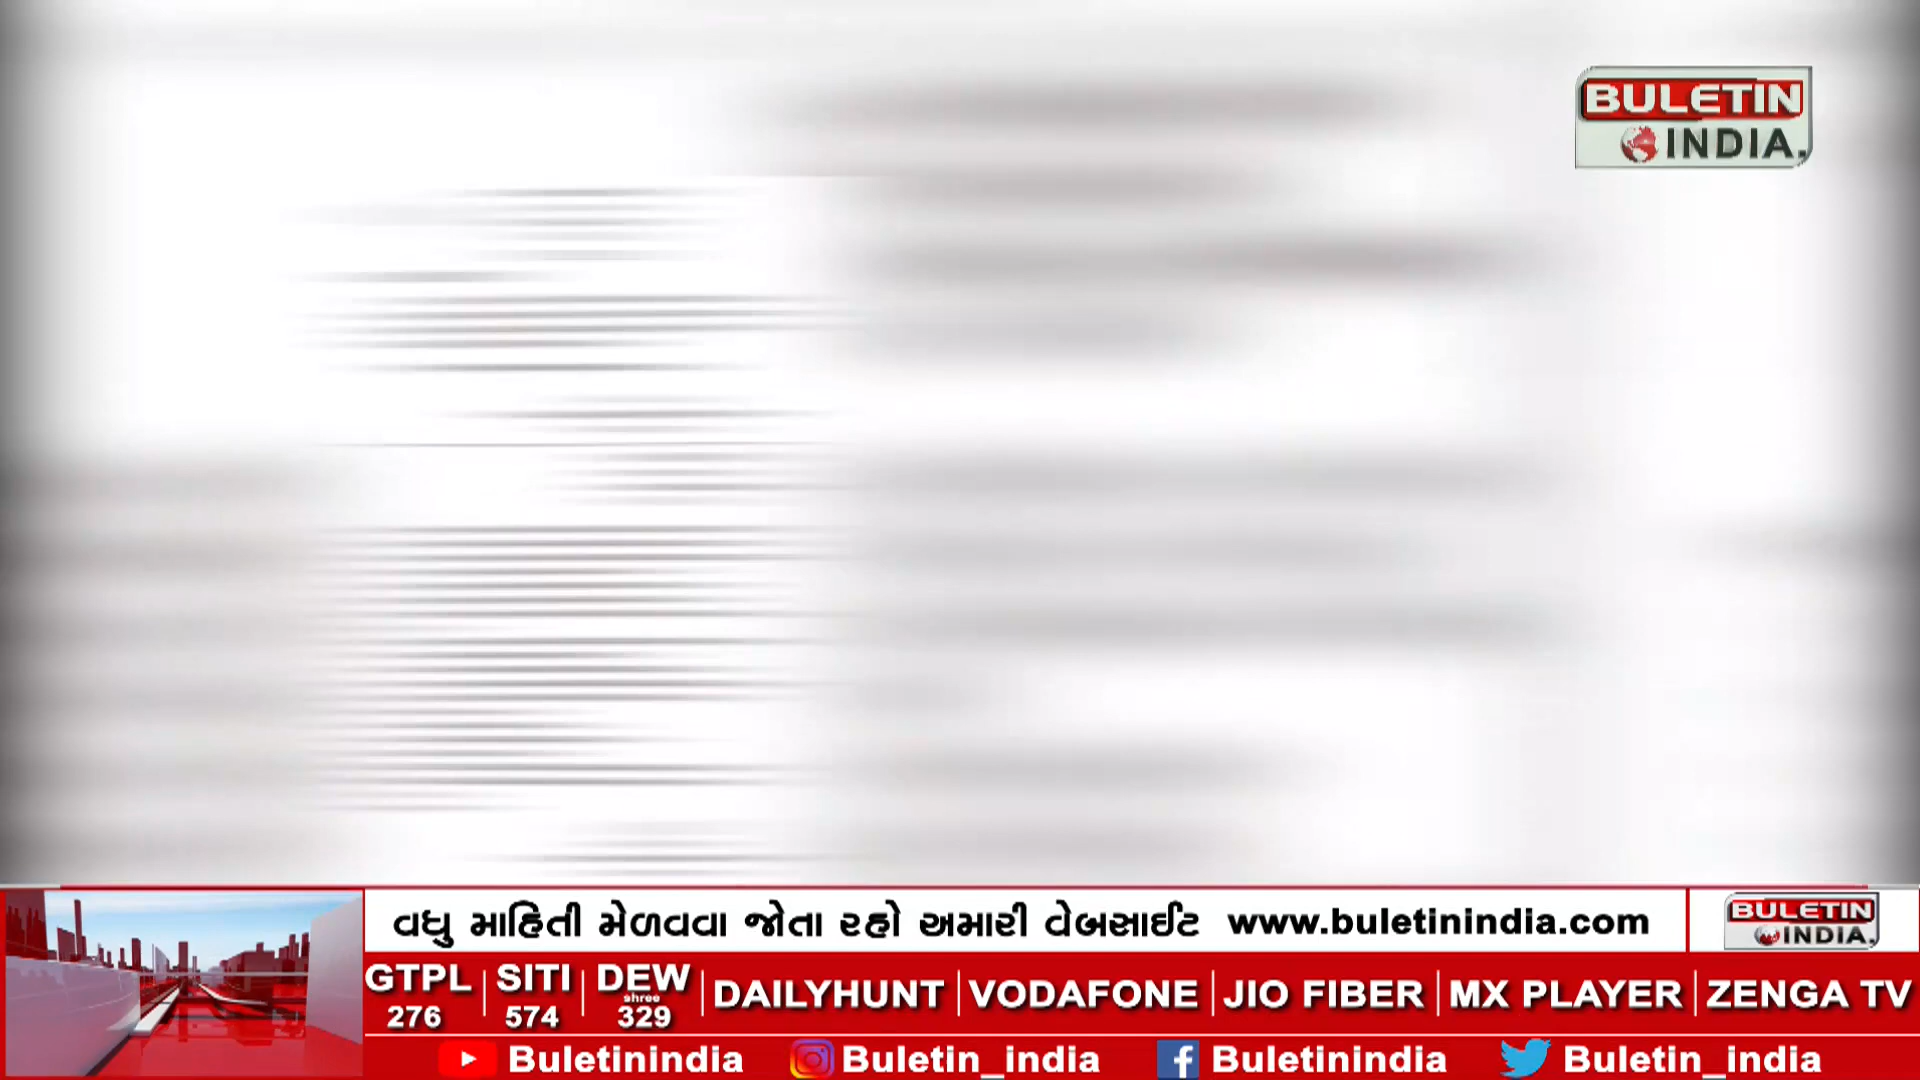 BULETIN
INDIA.
વધુ માહિતી મેળવવા જોતા રહો અમારી વેબસાઈટ www.buletinindia.com
BULETIN
INDIA.
GTPL 276 SITI 574 DEW shree 329 DAILYHUNT VODAFONE JIO FIBER MX PLAYER ZENGA TV
Buletinindia Buletin_india Buletinindia Buletin_india